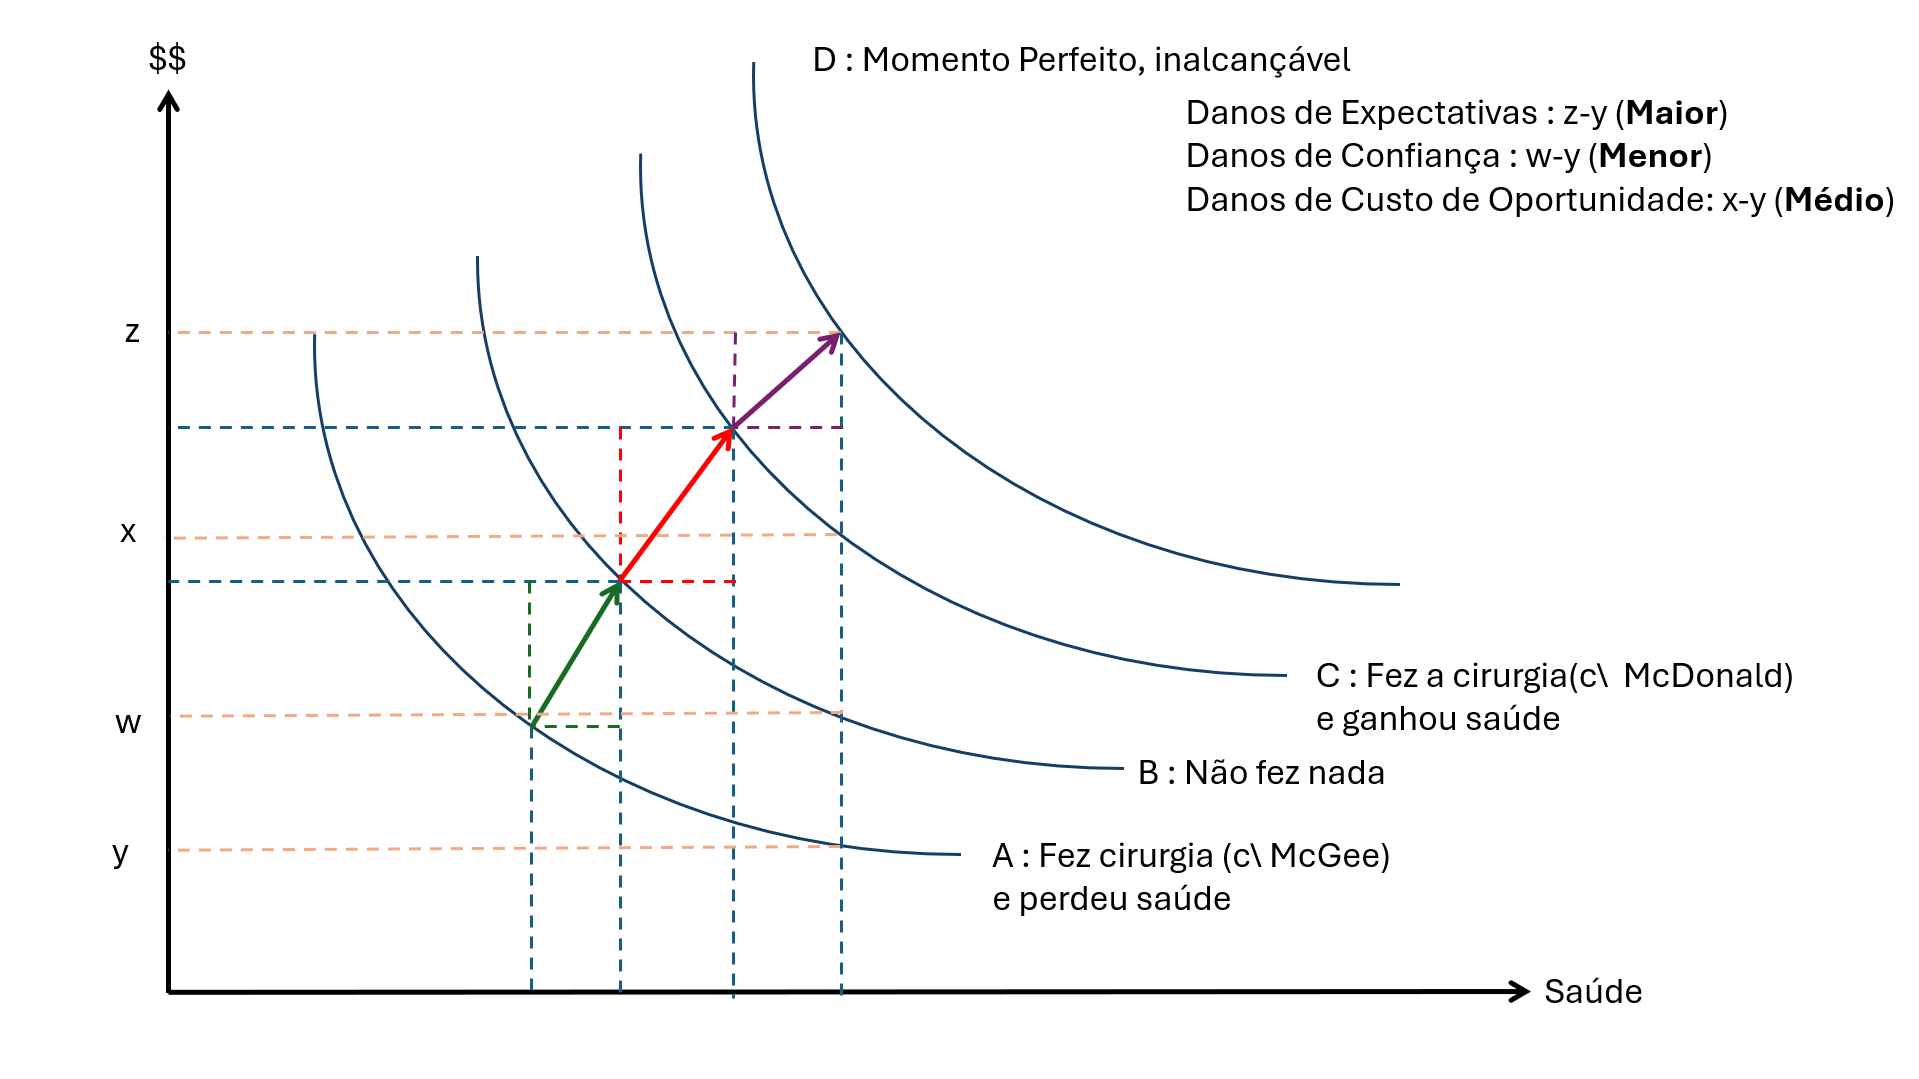 $$
D : Momento Perfeito, inalcançável
Danos de Expectativas : z-y (Maior)
Danos de Confiança : w-y (Menor)
Danos de Custo de Oportunidade: x-y (Médio)
z
x
w
y
C : Fez a cirurgia(c\ McDonald)
e ganhou saúde
B : Não fez nada
A : Fez cirurgia (c\ McGee)
e perdeu saúde
Saúde